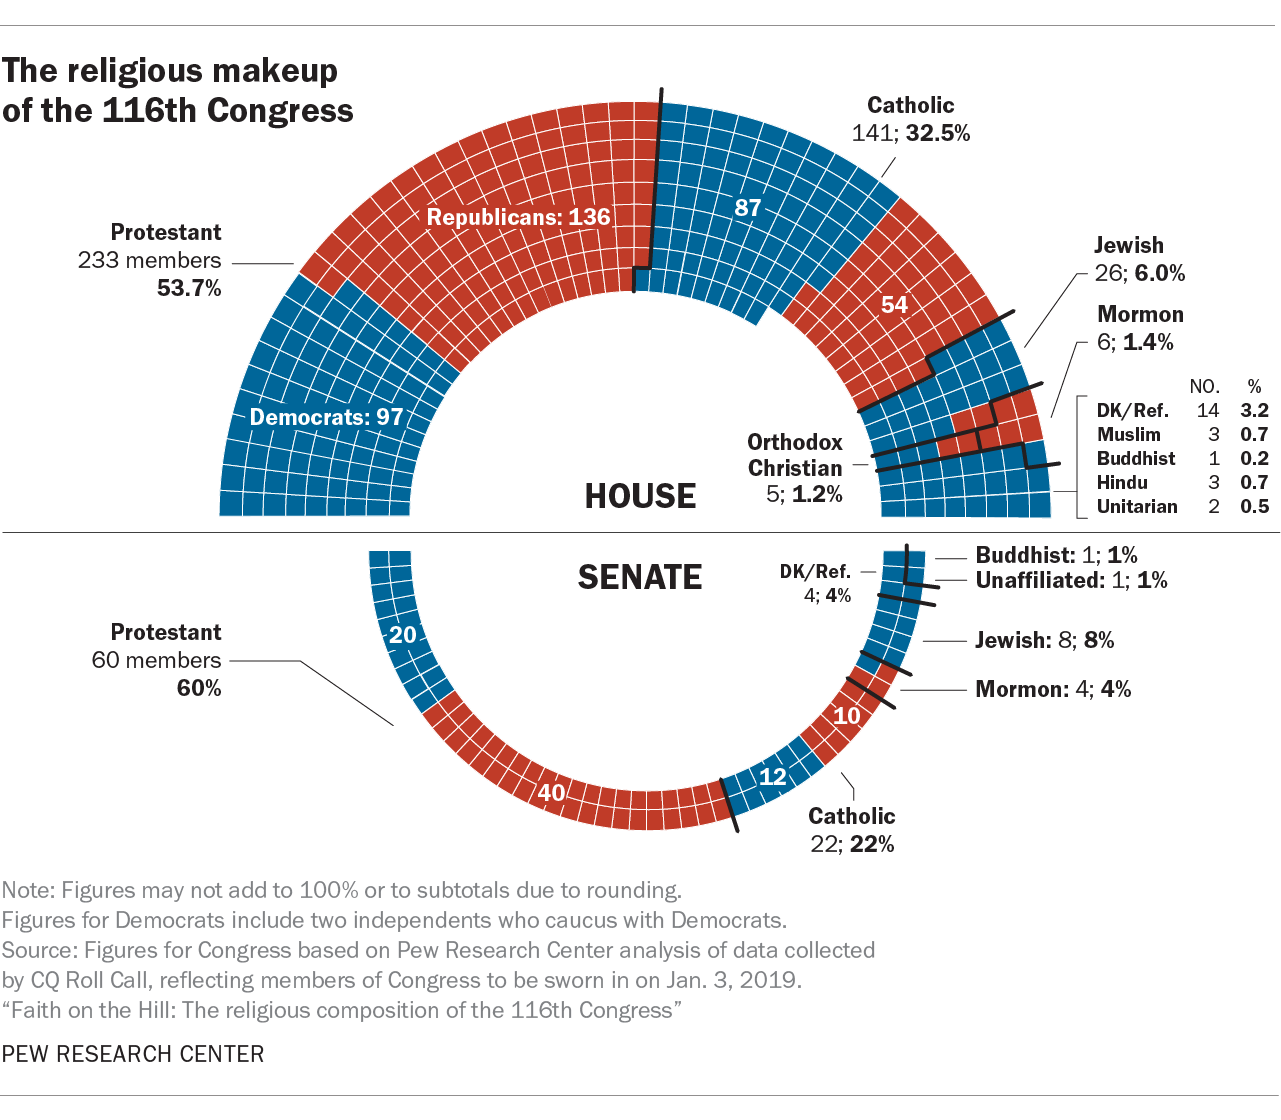 The religious makeup
of the 116th Congress
Protestant
233 members
53.7%
Republicans: 136
Democrats: 97
87
Catholic
141; 32.5%
54
Jewish
26; 6.0%
Mormon
6; 1.4%
NO. %
DK/Ref. 14 3.2
Muslim 3 0.7
Buddhist 1 0.2
Hindu 3 0.7
Unitarian 2 0.5
Orthodox
Christian
5; 1.2%
HOUSE
SENATE
Protestant
60 members
60%
20
40
12
10
DK/Ref.
4; 4%
Buddhist: 1; 1%
Unaffiliated: 1; 1%
Jewish: 8; 8%
Mormon: 4; 4%
Catholic
22; 22%
Note: Figures may not add to 100% or to subtotals due to rounding.
Figures for Democrats include two independents who caucus with Democrats.
Source: Figures for Congress based on Pew Research Center analysis of data collected
by CQ Roll Call, reflecting members of Congress to be sworn in on Jan. 3, 2019.
“Faith on the Hill: The religious composition of the 116th Congress”
PEW RESEARCH CENTER